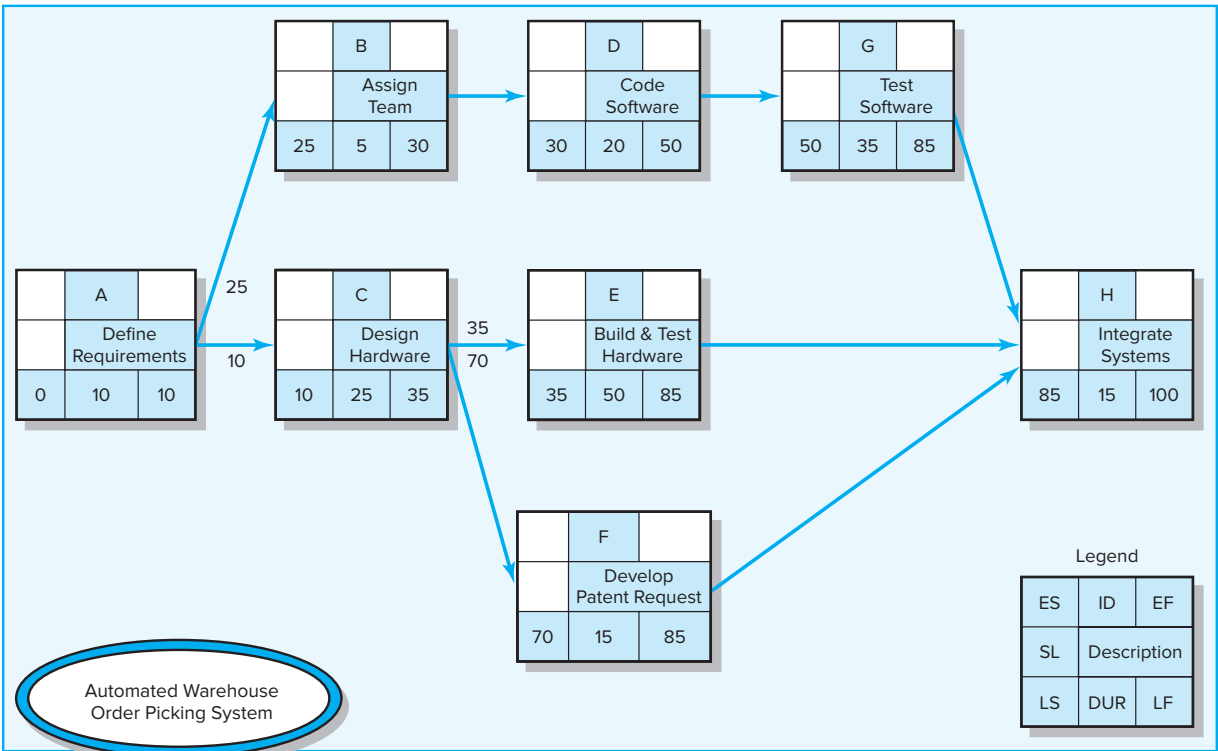 B
Assign
Team
25 5 30
D
Code
Software
30 20 50
G
Test
Software
50 35 85
A
Define
Requirements
0 10 10
25
10
C
Design
Hardware
10 25 35
35
70
E
Build & Test
Hardware
35 50 85
H
Integrate
Systems
85 15 100
F
Develop
Patent Request
70 15 85
Legend
ES ID EF
SL Description
LS DUR LF
Automated Warehouse
Order Picking System